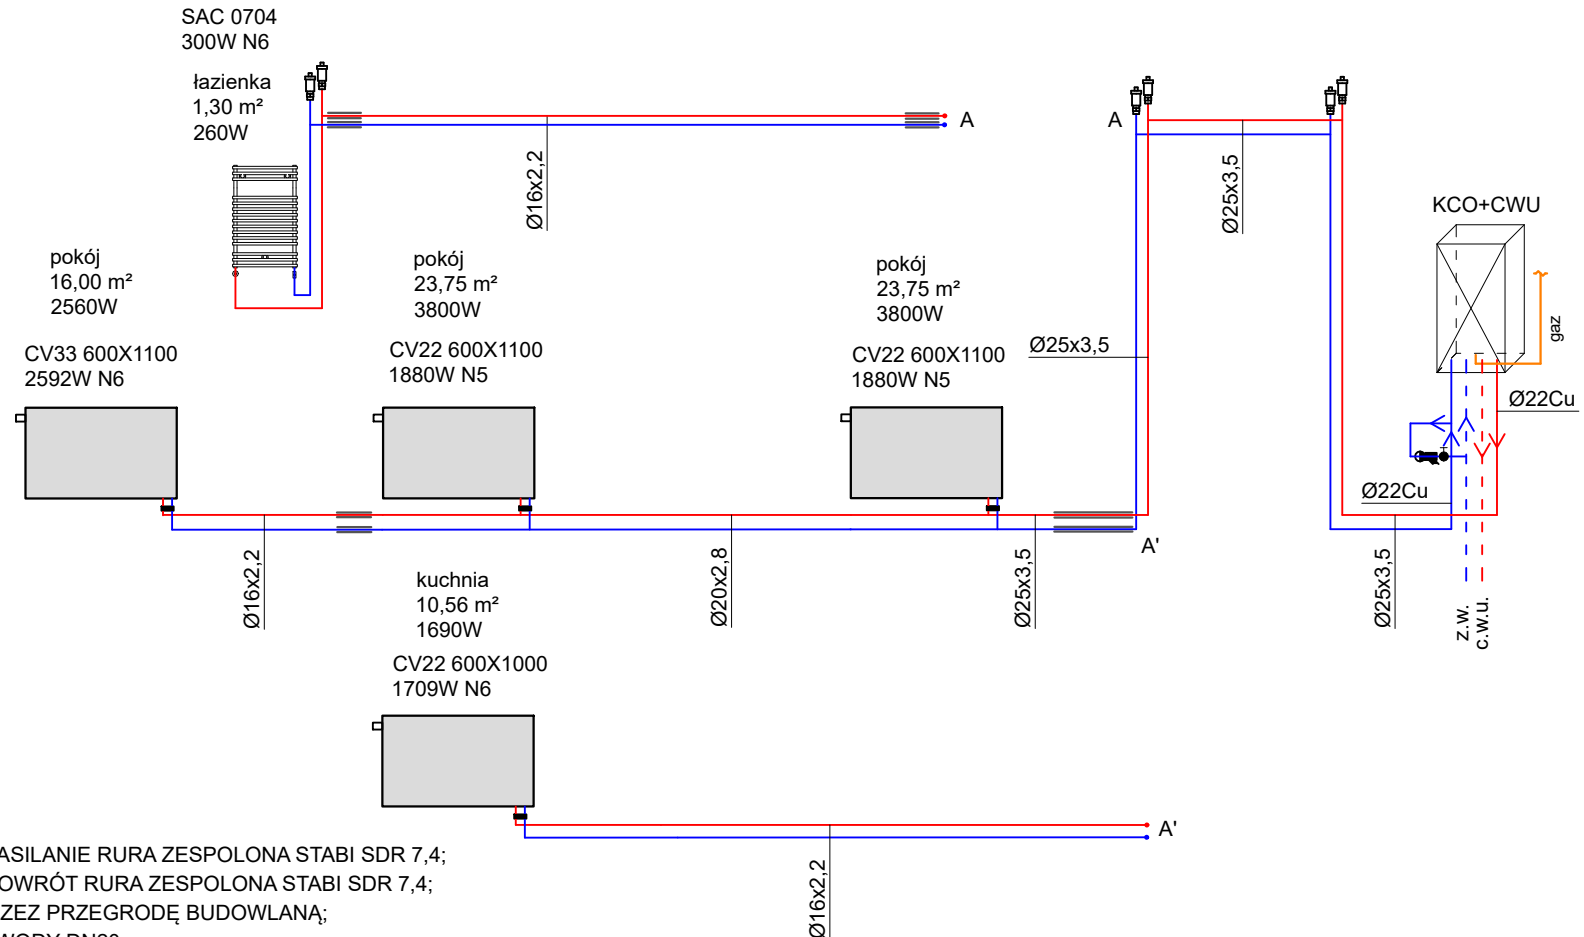 SAC 0704
300W N6
łazienka
1,30 m²
260W
A
A
Ø16x2,2
Ø25x3,5
KCO+CWU
gaz
pokój
16,00 m²
2560W
CV33 600X1100
2592W N6
pokój
23,75 m²
3800W
CV22 600X1100
1880W N5
pokój
23,75 m²
3800W
CV22 600X1100
1880W N5
Ø25x3,5
Ø22Cu
Ø22Cu
A'
Ø16x2,2
Ø20x2,8
Ø25x3,5
Ø25x3,5
z.w.
c.w.u.
kuchnia
10,56 m²
1690W
CV22 600X1000
1709W N6
A'
Ø16x2,2
ASILANIE RURA ZESPOLONA STABI SDR 7,4;
OWRÓT RURA ZESPOLONA STABI SDR 7,4;
ZEZ PRZEGRODĘ BUDOWLANĄ;